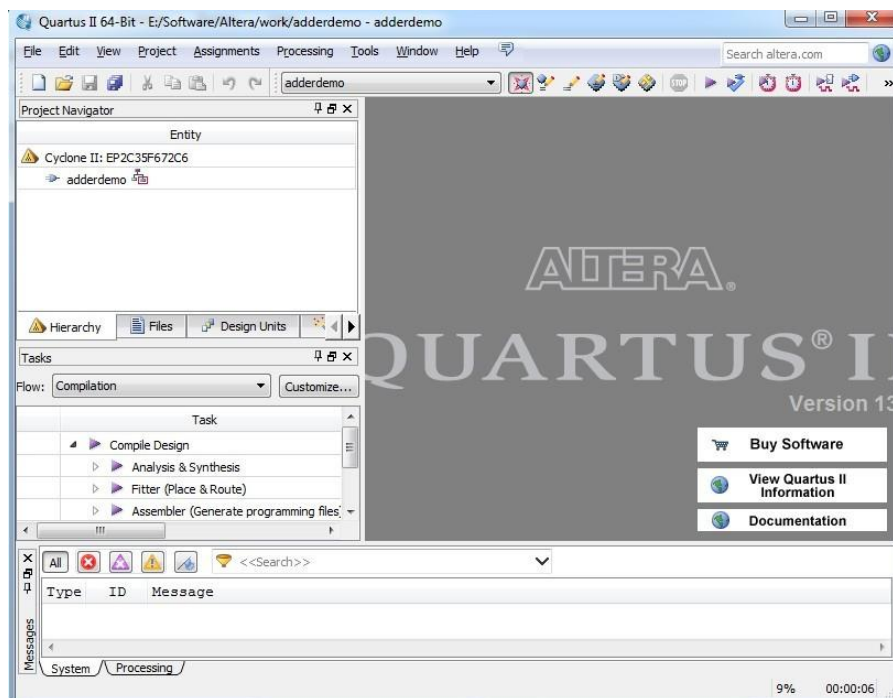 Quartus II 64-Bit - E:/Software/Altera/work/adderdemo - adderdemo
File Edit View Project Assignments Processing Tools Window Help
Search altera.com
adderdemo
STOP
»
Project Navigator
Entity
Cyclone II: EP2C35F672C6
adderdemo
Hierarchy Files Design Units
Tasks
Flow: Compilation Customize...
Task
Compile Design
Analysis & Synthesis
Fitter (Place & Route)
Assembler (Generate programming files)
ALTERA®
QUARTUS® II
Version 13
Buy Software
View Quartus II
Information
Documentation
All <<Search>>
Type ID Message
Messages
System Processing
9% 00:00:06